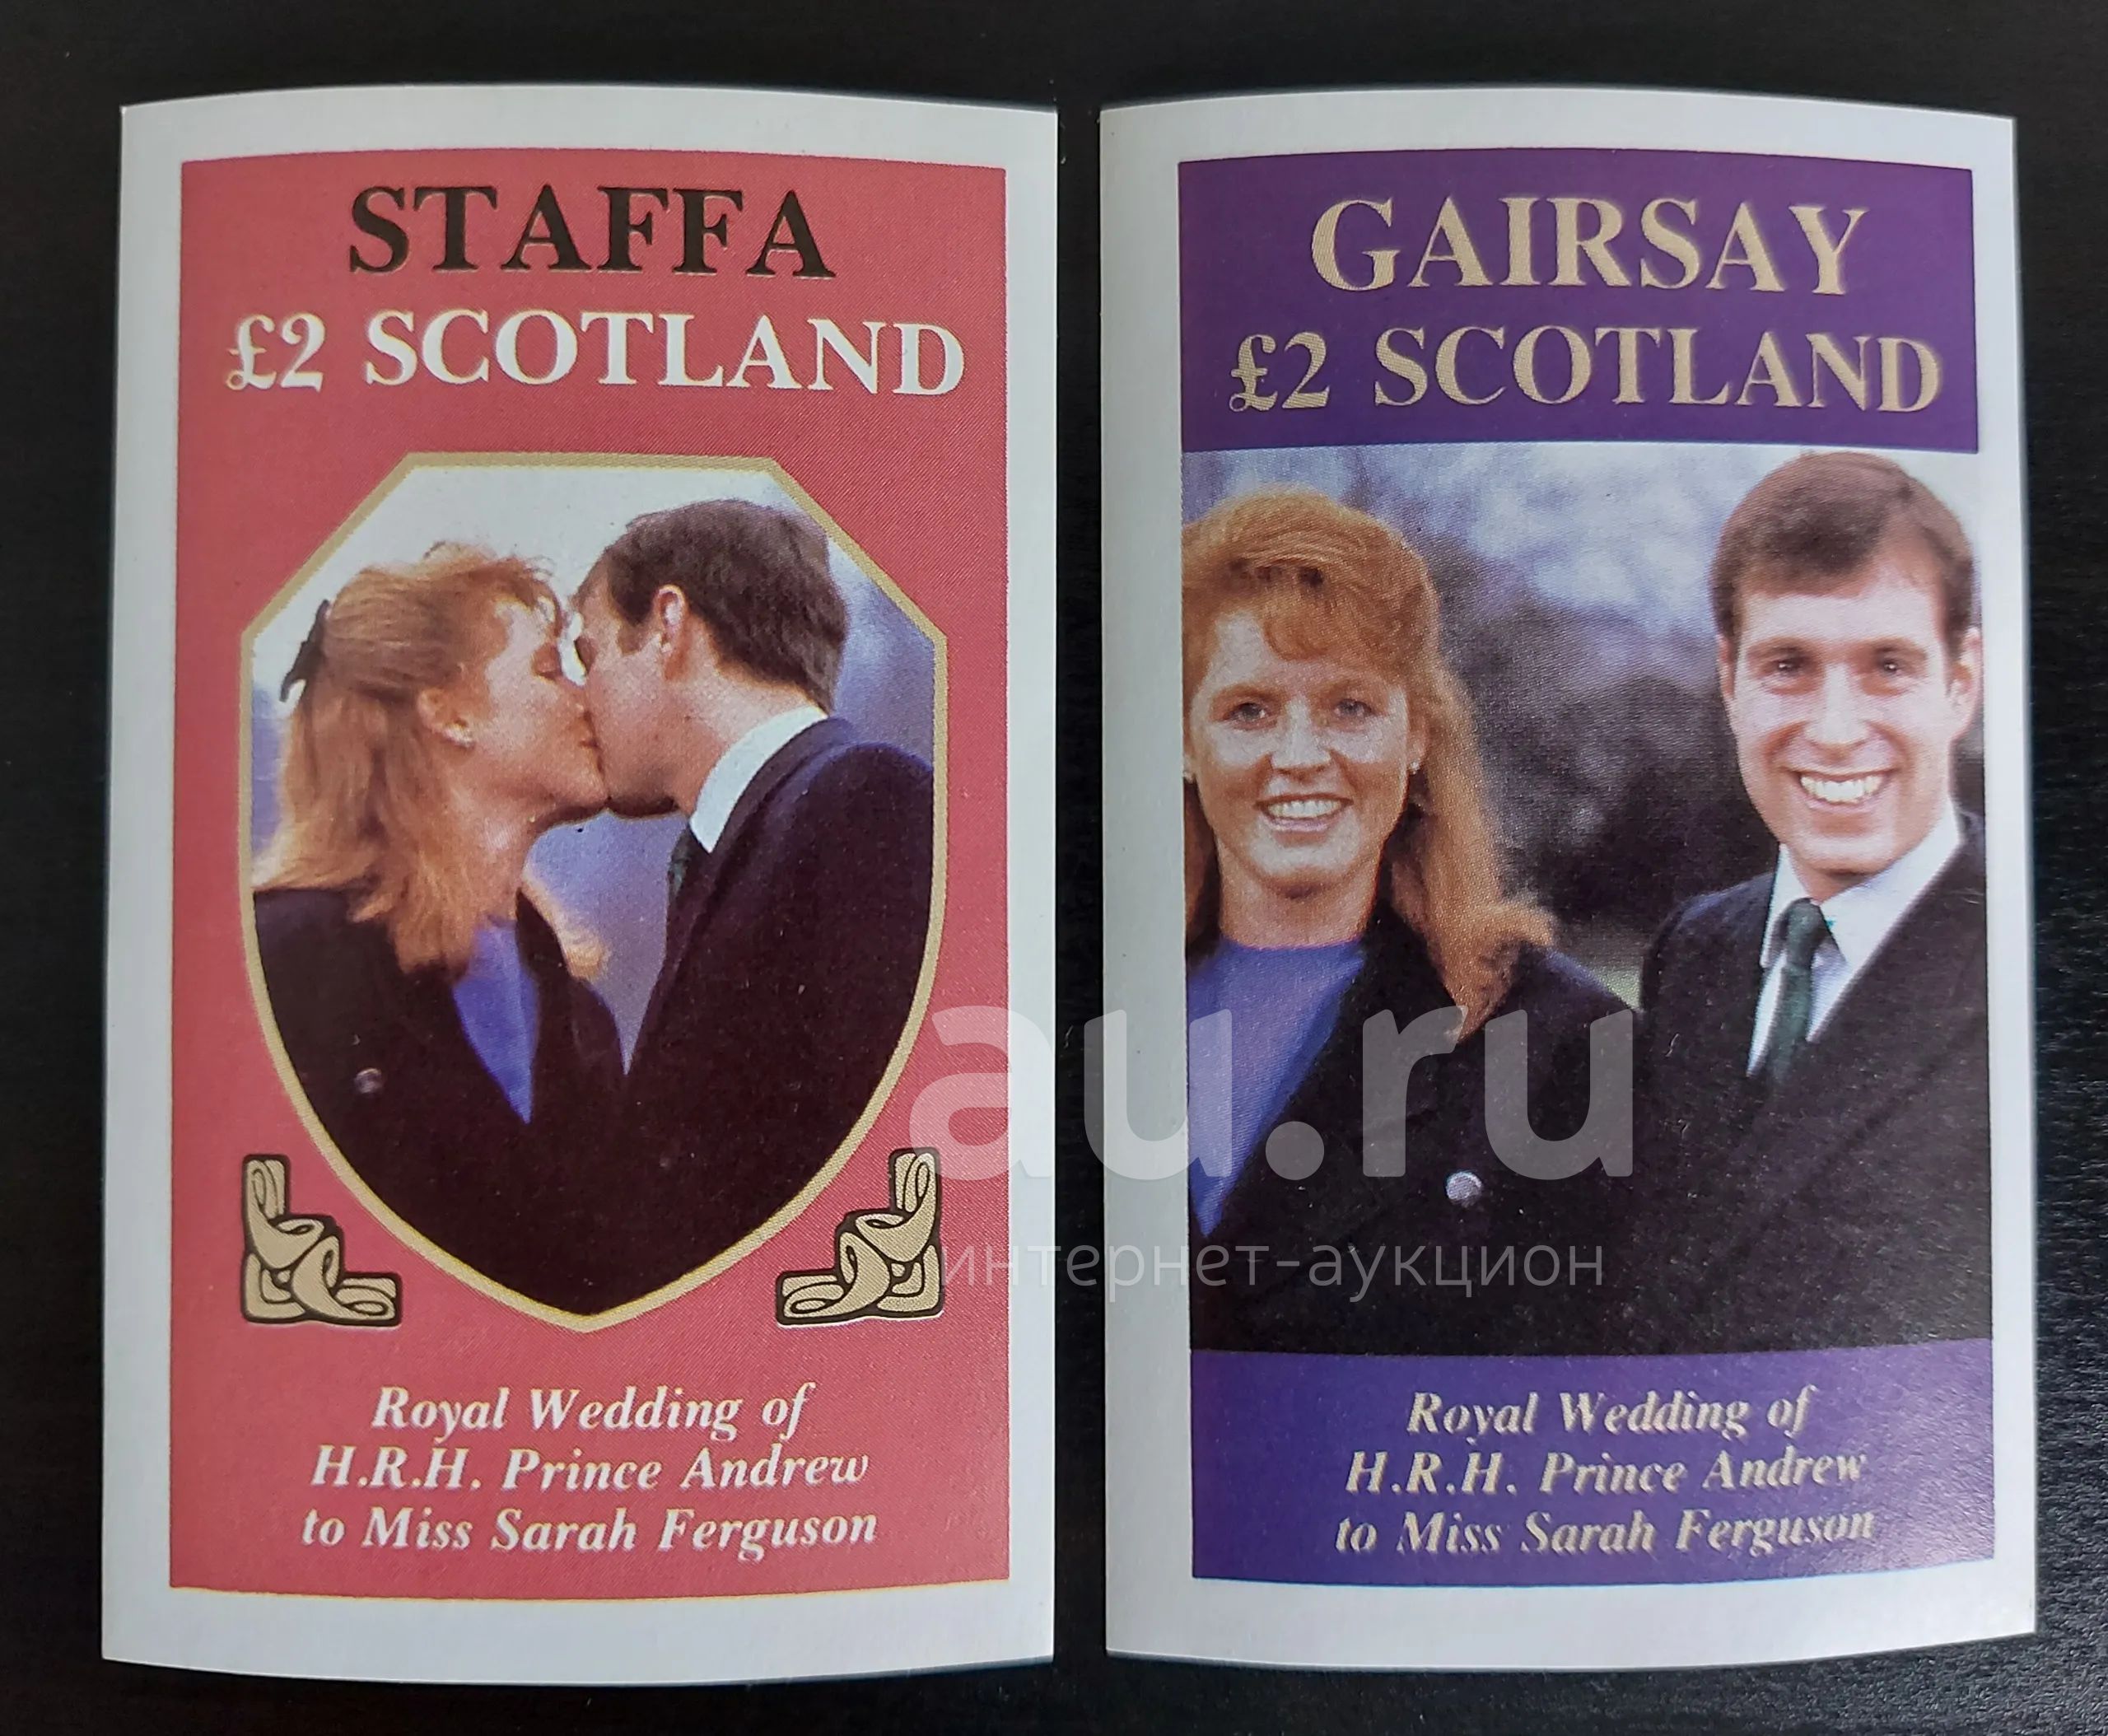 STAFFA
£2 SCOTLAND
Royal Wedding of
H.R.H. Prince Andrew
to Miss Sarah Ferguson
GAIRSAY
£2 SCOTLAND
Royal Wedding of
H.R.H. Prince Andrew
to Miss Sarah Ferguson
au.ru
интернет-аукцион